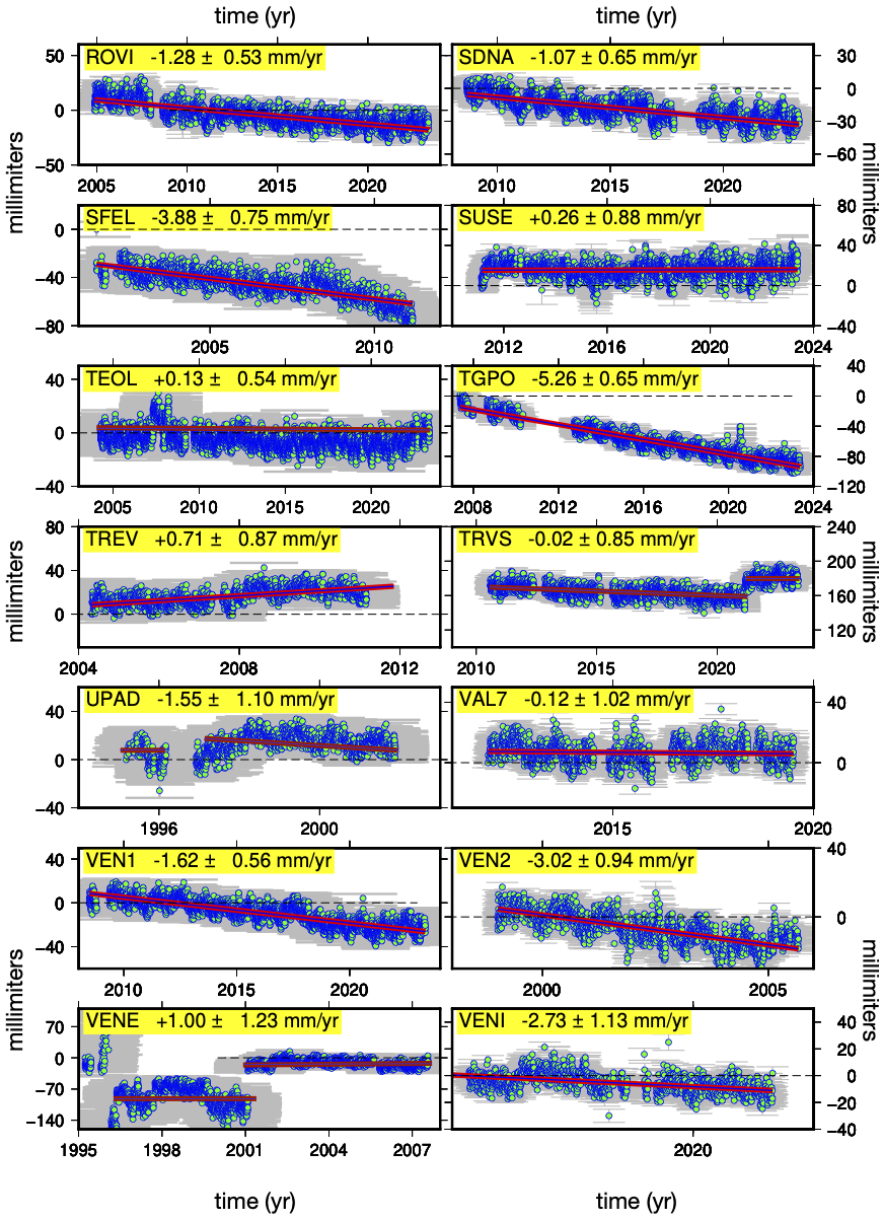 time (yr) time (yr)
ROVI -1.28 ± 0.53 mm/yr
50
0
−50
2005 2010 2015 2020
SDNA -1.07 ± 0.65 mm/yr
30
0
−30
−60
2010 2015 2020
millimeters
millimeters
SFEL -3.88 ± 0.75 mm/yr
0
−40
−80
2005 2010
SUSE +0.26 ± 0.88 mm/yr
80
40
0
−40
2012 2016 2020 2024
TEOL +0.13 ± 0.54 mm/yr
40
0
−40
2005 2010 2015 2020
TGPO -5.26 ± 0.65 mm/yr
40
0
−40
−80
−120
2008 2012 2016 2020 2024
millimeters
TREV +0.71 ± 0.87 mm/yr
80
40
0
2004 2006 2008 2010 2012
TRVS -0.02 ± 0.85 mm/yr
240
200
160
120
2010 2015 2020
UPAD -1.55 ± 1.10 mm/yr
40
0
−40
1996 2000
VAL7 -0.12 ± 1.02 mm/yr
40
0
2015 2020
VEN1 -1.62 ± 0.56 mm/yr
40
0
−40
2010 2015 2020
VEN2 -3.02 ± 0.94 mm/yr
40
0
2000 2005
millimeters
millimeters
VENE +1.00 ± 1.23 mm/yr
70
0
−70
−140
1995 1998 2001 2004 2007
VENI -2.73 ± 1.13 mm/yr
40
20
0
−20
−40
2020
time (yr) time (yr)